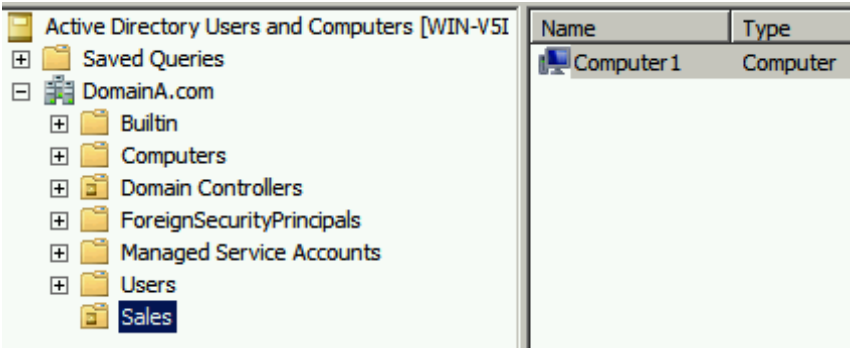 Active Directory Users and Computers [WIN-V5I
Saved Queries
DomainA.com
Builtin
Computers
Domain Controllers
ForeignSecurityPrincipals
Managed Service Accounts
Users
Sales
Name Type
Computer1 Computer